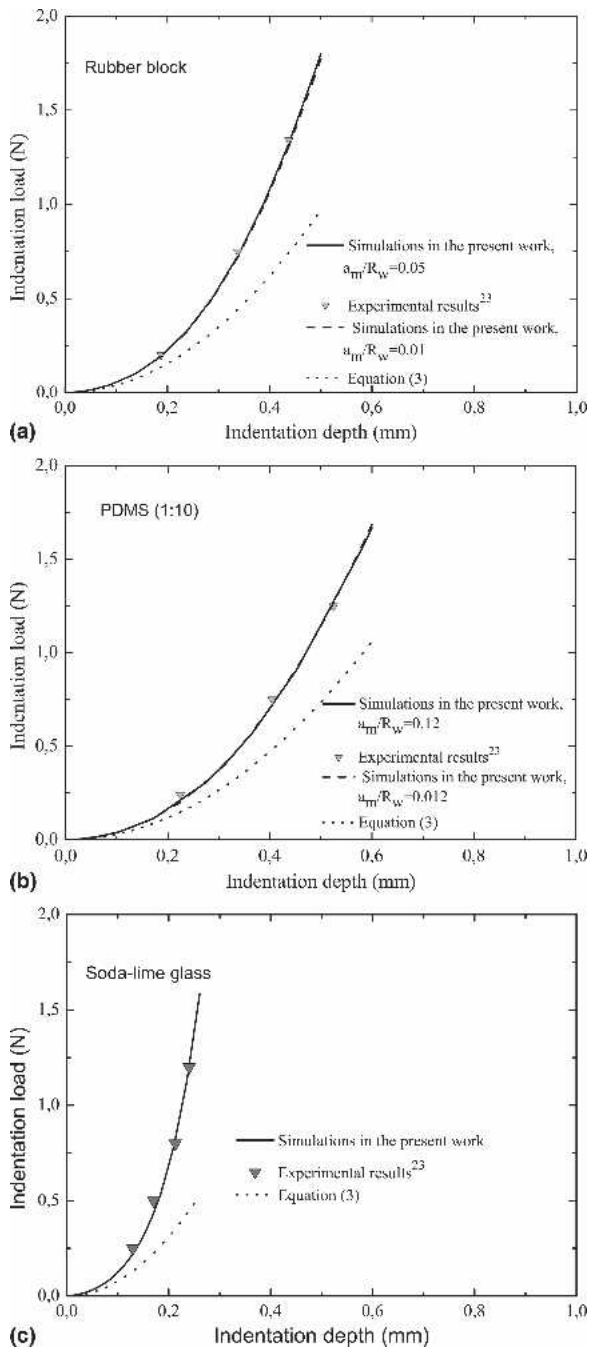 2,0
Rubber block
1,5
1,0
Indentation load (N)
0,5
0,0
Simulations in the present work,
a_m/R_w=0.05
Experimental results^23
Simulations in the present work,
a_m/R_w=0.01
Equation (3)
0,0 0,2 0,4 0,6 0,8 1,0
(a) Indentation depth (mm)
2,0
PDMS (1:10)
1,5
1,0
Indentation load (N)
0,5
0,0
Simulations in the present work,
a_m/R_w=0.12
Experimental results^23
Simulations in the present work,
a_m/R_w=0.012
Equation (3)
0,0 0,2 0,4 0,6 0,8 1,0
(b) Indentation depth (mm)
2,0
Soda-lime glass
1,5
1,0
Indentation load (N)
0,5
0,0
Simulations in the present work
Experimental results^23
Equation (3)
0,0 0,2 0,4 0,6 0,8 1,0
(c) Indentation depth (mm)